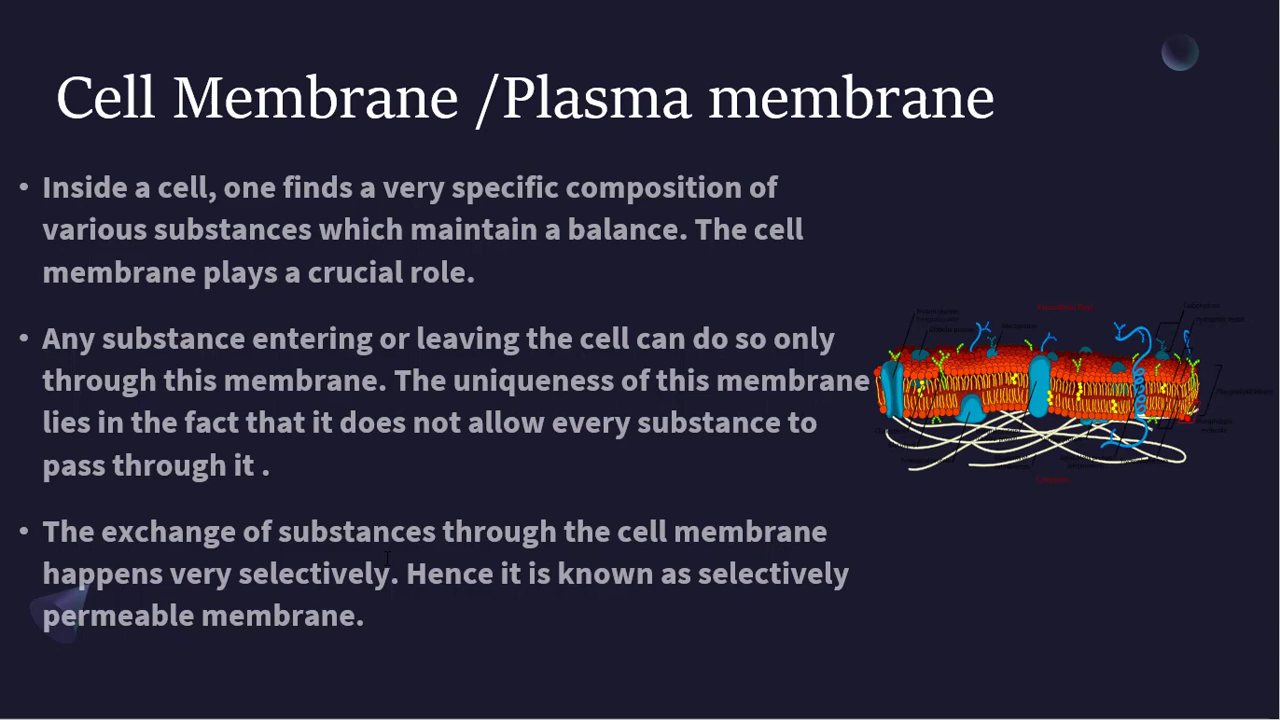 Cell Membrane /Plasma membrane
• Inside a cell, one finds a very specific composition of
various substances which maintain a balance. The cell
membrane plays a crucial role.
• Any substance entering or leaving the cell can do so only
through this membrane. The uniqueness of this membrane
lies in the fact that it does not allow every substance to
pass through it .
• The exchange of substances through the cell membrane
happens very selectively. Hence it is known as selectively
permeable membrane.